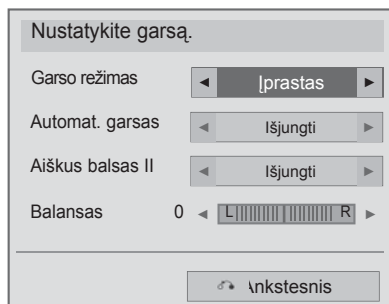 Nustatykite garsą.
Garso režimas ◄ Įprastas ►
Automat. garsas ◄ Išjungti ►
Aiškus balsas II ◄ Išjungti ►
Balansas 0 ◄ L R ►
Ankstesnis